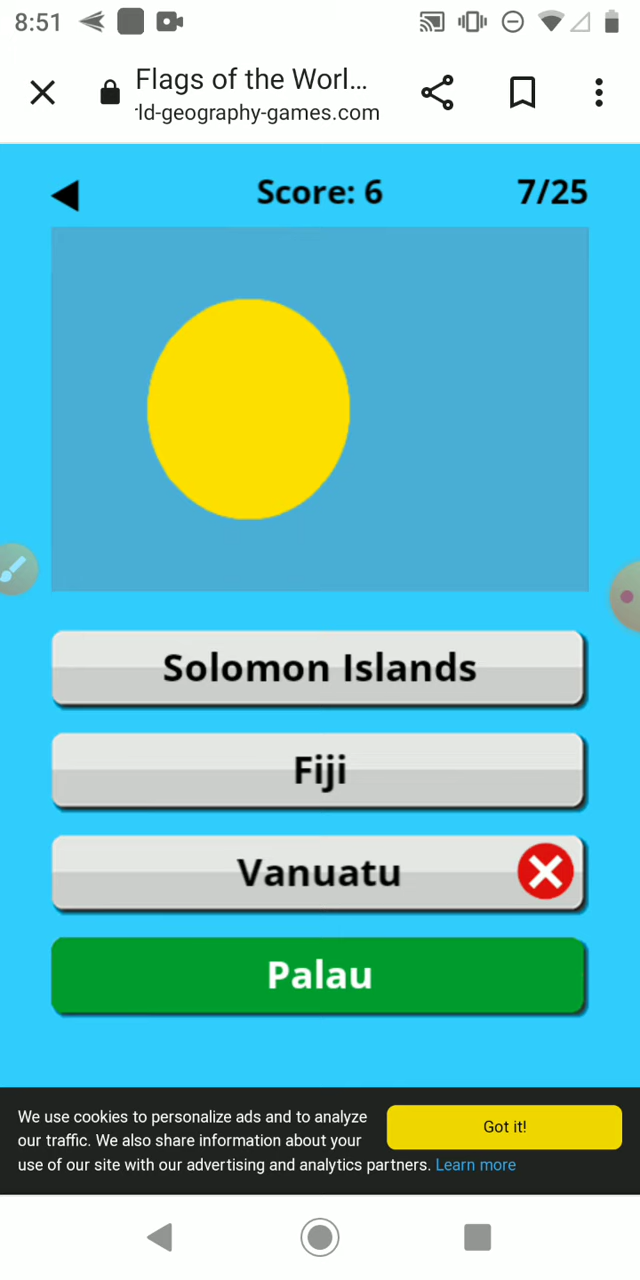 8:51
Flags of the Worl...
ld-geography-games.com
Score: 6
7/25
Solomon Islands
Fiji
Vanuatu
Palau
We use cookies to personalize ads and to analyze
our traffic. We also share information about your
use of our site with our advertising and analytics partners. Learn more
Got it!